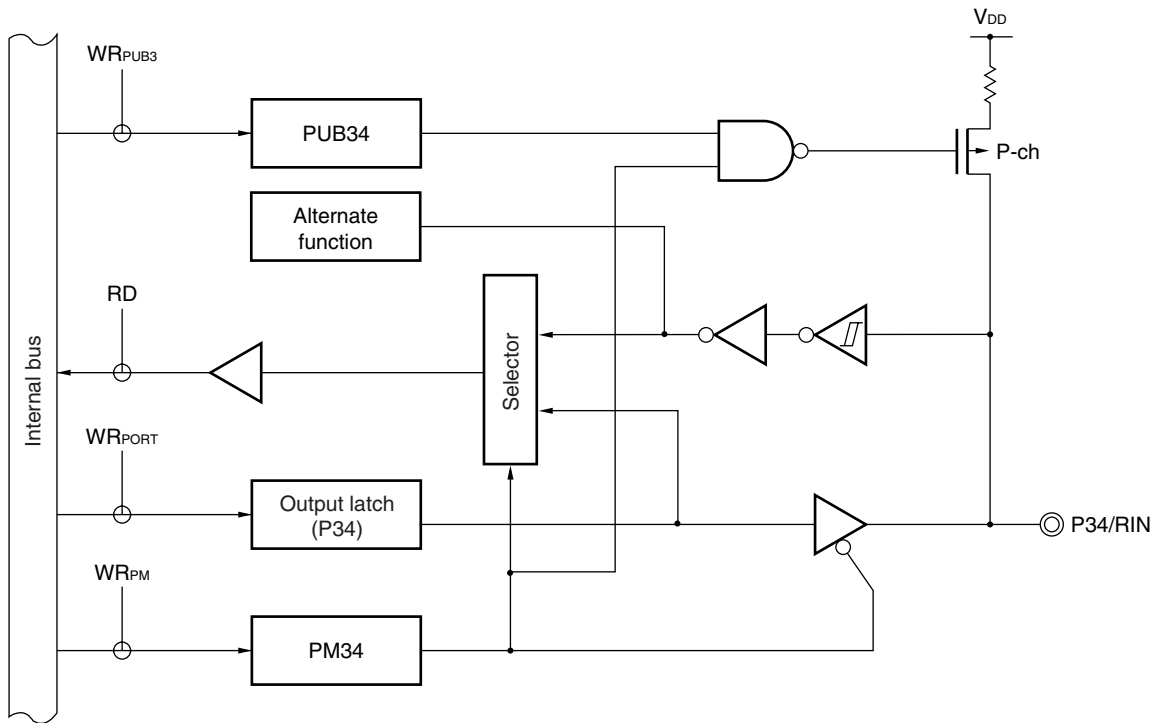 VDD
WRPUB3
PUB34
P-ch
Alternate
function
RD
Selector
Internal bus
WRPORT
Output latch
(P34)
P34/RIN
WRPM
PM34